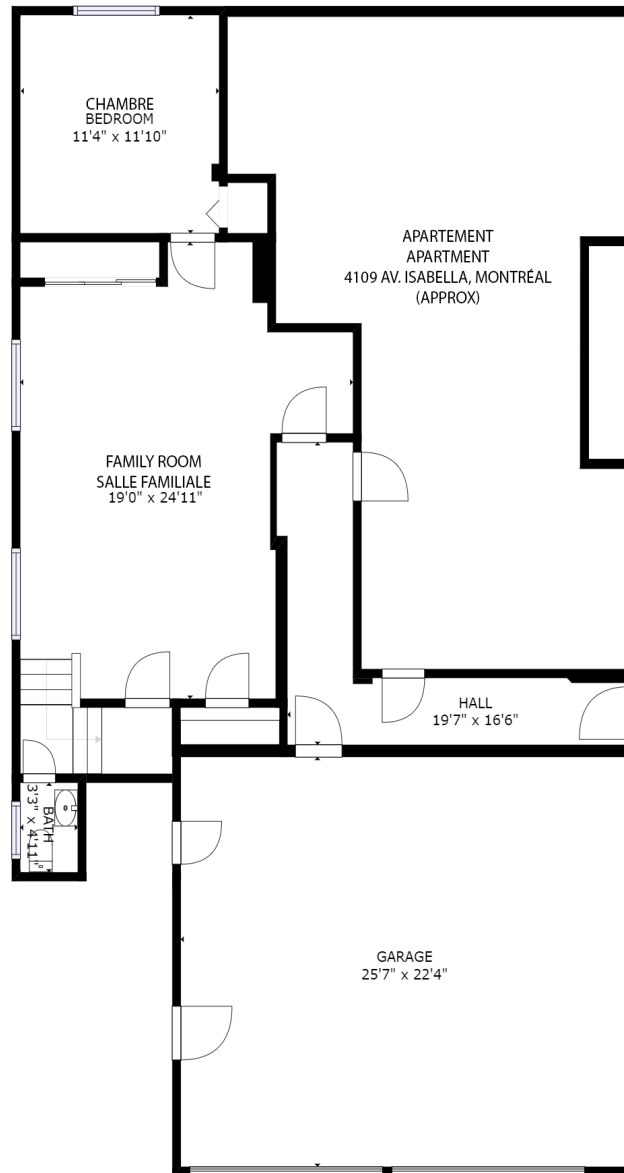 CHAMBRE
BEDROOM
11'4" x 11'10"
APARTEMENT
APARTMENT
4109 AV. ISABELLA, MONTRÉAL
(APPROX)
FAMILY ROOM
SALLE FAMILIALE
19'0" x 24'11"
HALL
19'7" x 16'6"
BATH
3'3" x 4'11"
GARAGE
25'7" x 22'4"